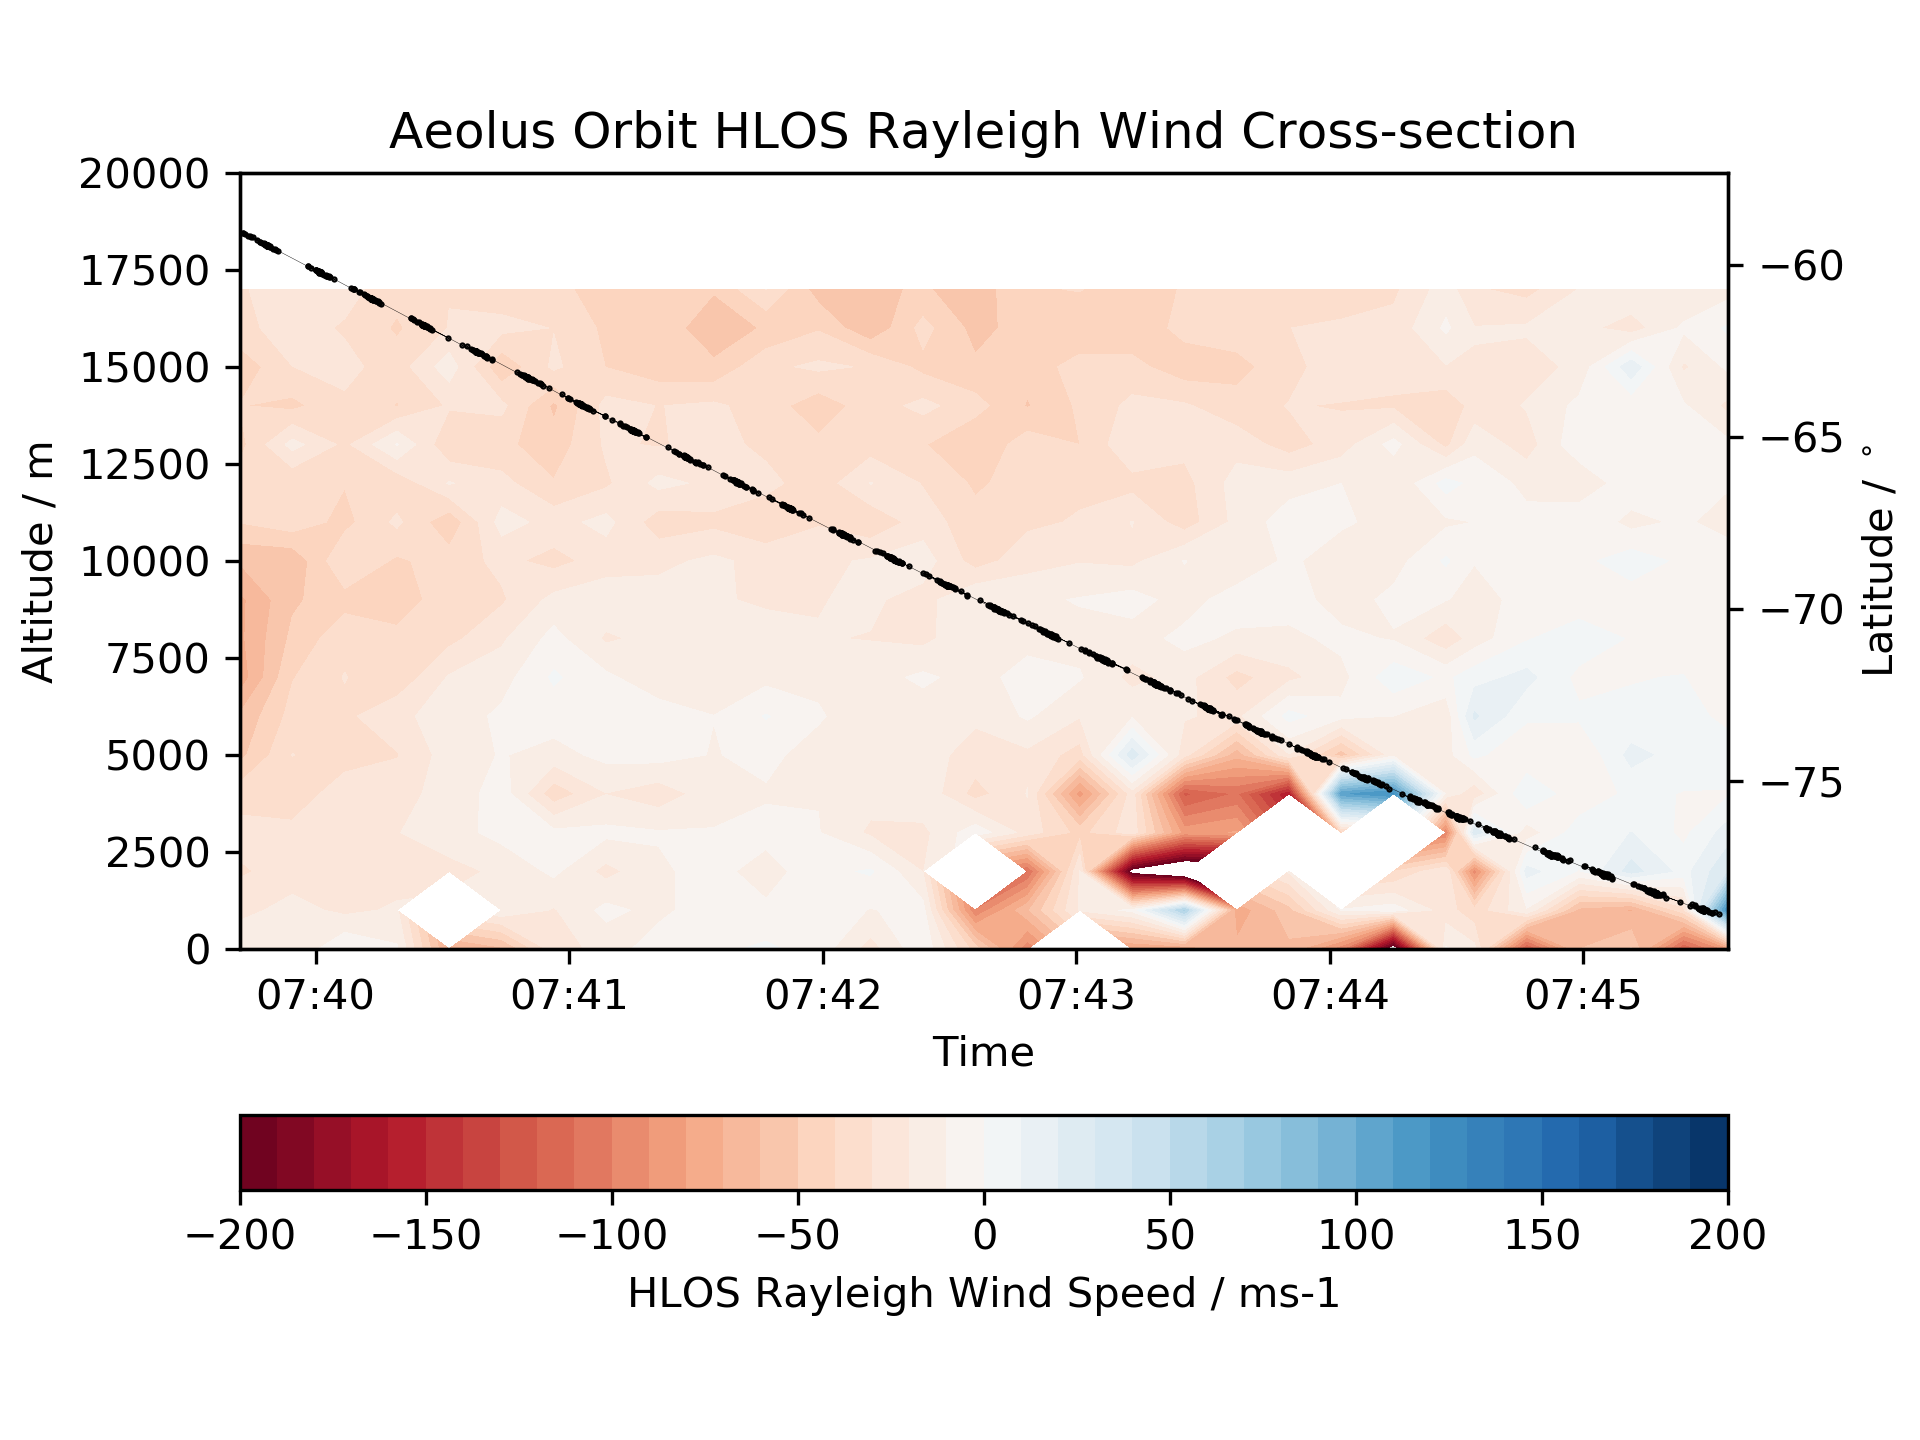 Aeolus Orbit HLOS Rayleigh Wind Cross-section
20000
17500
15000
12500
10000
7500
5000
2500
0
Altitude / m
−60
−65
−70
−75
Latitude / °
07:40 07:41 07:42 07:43 07:44 07:45
Time
−200 −150 −100 −50 0 50 100 150 200
HLOS Rayleigh Wind Speed / ms-1